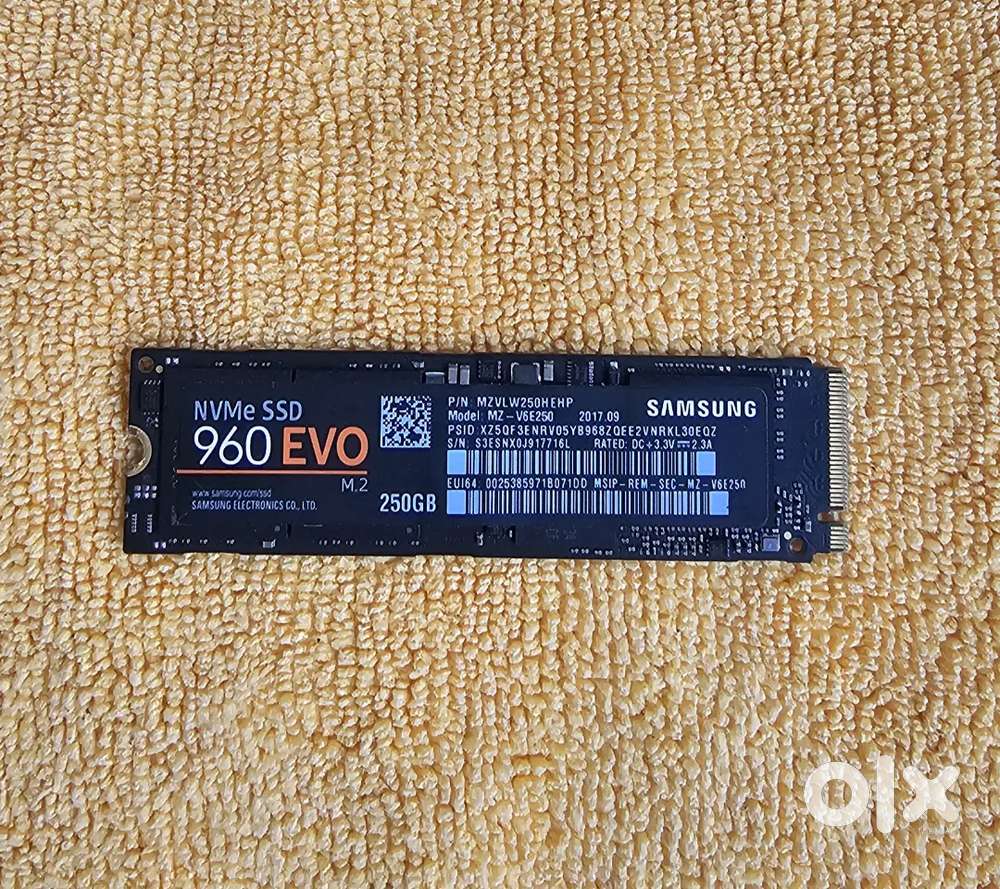 NVMe SSD
960 EVO
M.2
www.samsung.com/ssd
SAMSUNG ELECTRONICS CO., LTD.
250GB
P/N: MZVLW250HEHP
Model: MZ-V6E250 2017.09
SAMSUNG
PSID: XZ5QF3ENRV05YB968ZQEE2VNRKL30EQZ
S/N: S3ESNX0J917716L RATED: DC+3.3V 2.3A
EUI64: 0025385971B071DD MSIP-REM-SEC-MZ-V6E250
olx